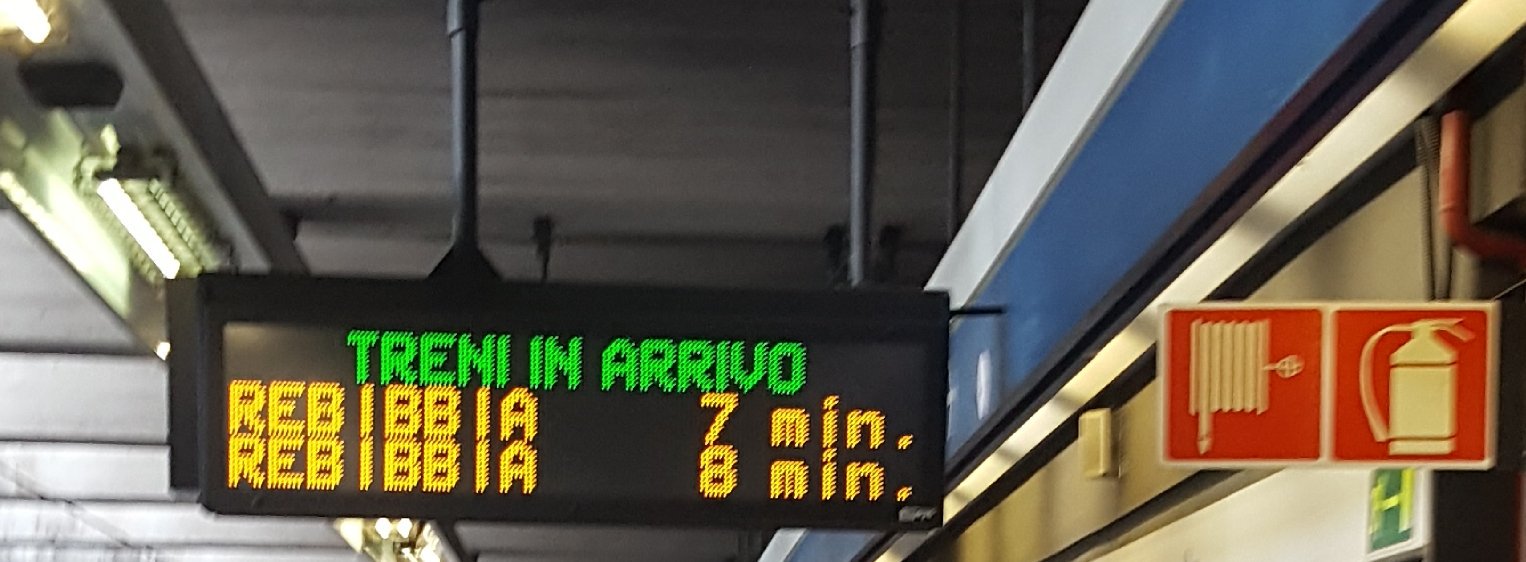 TRENI IN ARRIVO
REBIBBIA 7 min.
REBIBBIA 8 min.